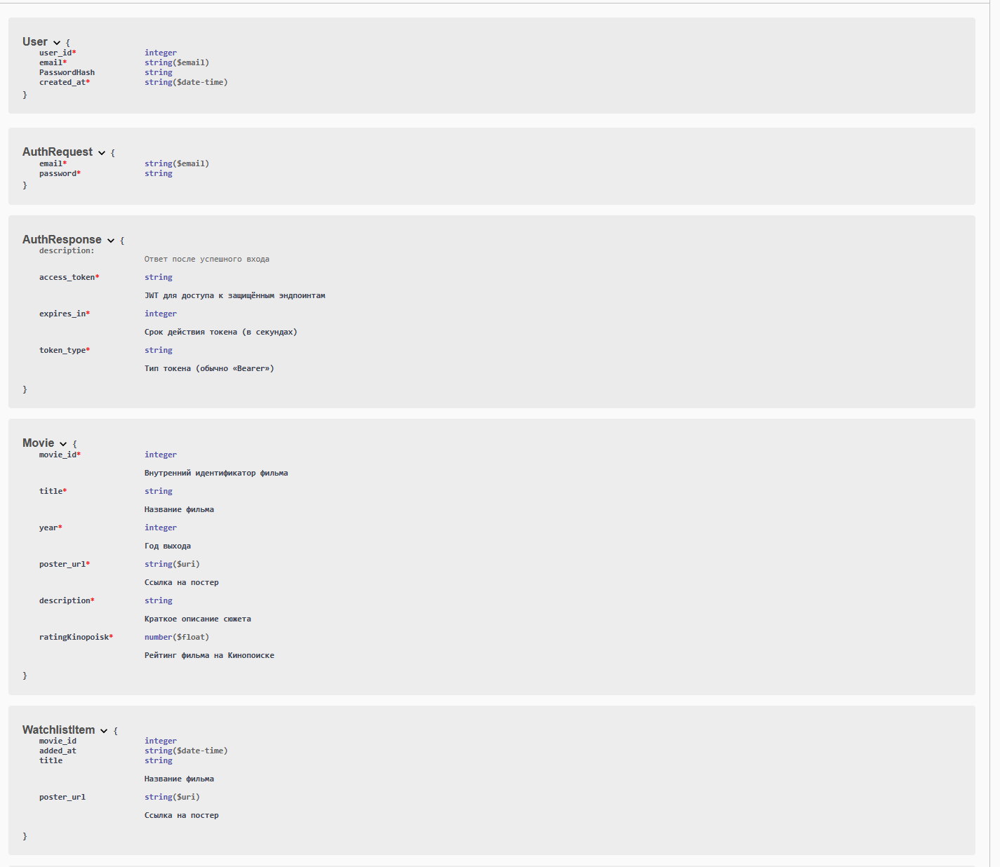 User {
user_id* integer
email* string($email)
PasswordHash string
created_at* string($date-time)
}
AuthRequest {
email* string($email)
password* string
}
AuthResponse {
description:
Ответ после успешного входа
access_token* string
JWT для доступа к защищённым эндпоинтам
expires_in* integer
Срок действия токена (в секундах)
token_type* string
Тип токена (обычно «Bearer»)
}
Movie {
movie_id* integer
Внутренний идентификатор фильма
title* string
Название фильма
year* integer
Год выхода
poster_url* string($uri)
Ссылка на постер
description* string
Краткое описание сюжета
ratingKinopoisk* number($float)
Рейтинг фильма на Кинопоиске
}
WatchlistItem {
movie_id integer
added_at string($date-time)
title string
Название фильма
poster_url string($uri)
Ссылка на постер
}